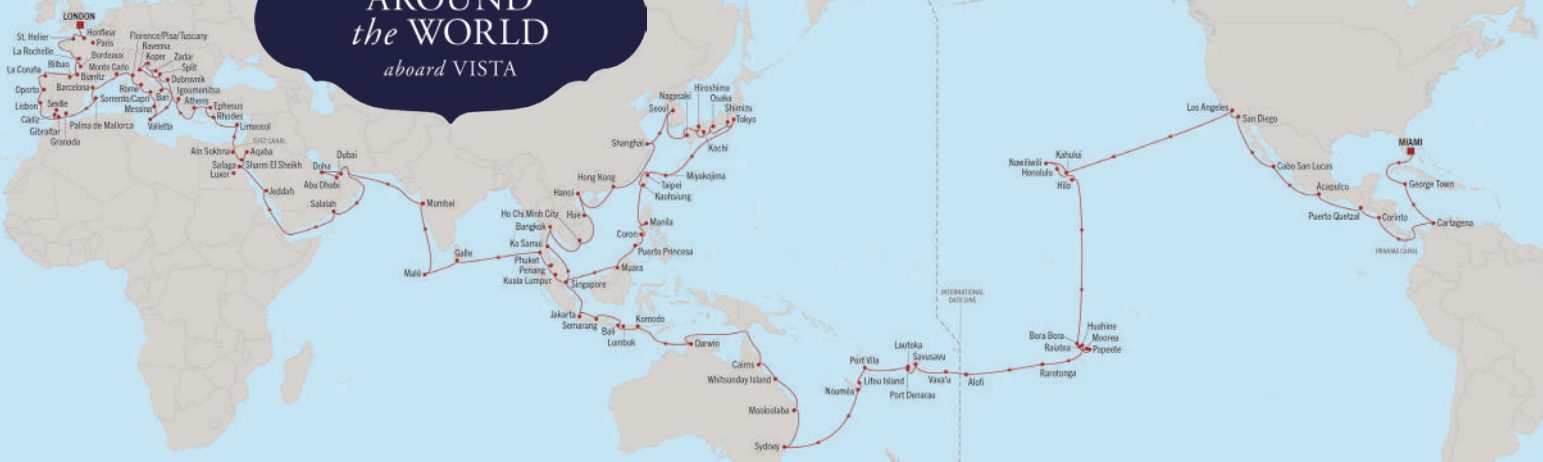 AROUND
the WORLD
aboard VISTA
LONDON
St. Helier
Honfleur
Paris
La Rochelle
Bordeaux
Bilbao
La Coruña
Biarritz
Monte Carlo
Florence/Pisa/Tuscany
Ravenna
Koper
Zadar
Split
Dubrovnik
Igoumenitsa
Oporto
Barcelona
Rome
Bari
Athens
Ephesus
Lisbon
Seville
Sorrento/Capri
Messina
Rhodes
Cádiz
Gibraltar
Granada
Palma de Mallorca
Valletta
Limassol
SUEZ CANAL
Ain Sokhna
Aqaba
Safaga
Sharm El Sheikh
Luxor
Jeddah
Dubai
Doha
Abu Dhabi
Salalah
Mumbai
Malé
Galle
Nagasaki
Hiroshima
Osaka
Shimizu
Tokyo
Seoul
Kochi
Shanghai
Miyakojima
Taipei
Kaohsiung
Hong Kong
Hanoi
Hue
Ho Chi Minh City
Bangkok
Ko Samui
Phuket
Penang
Kuala Lumpur
Singapore
Manila
Coron
Puerto Princesa
Muara
Jakarta
Semarang
Bali
Lombok
Komodo
Darwin
Cairns
Whitsunday Island
Mooloolaba
Sydney
Nouméa
Port Vila
Lifou Island
Lautoka
Savusavu
Port Denarau
Vava'u
Alofi
INTERNATIONAL
DATE LINE
Rarotonga
Bora Bora
Raiatea
Huahine
Moorea
Papeete
Nawiliwili
Honolulu
Kahului
Hilo
Los Angeles
San Diego
Cabo San Lucas
Acapulco
Puerto Quetzal
Corinto
PANAMA CANAL
Cartagena
George Town
MIAMI